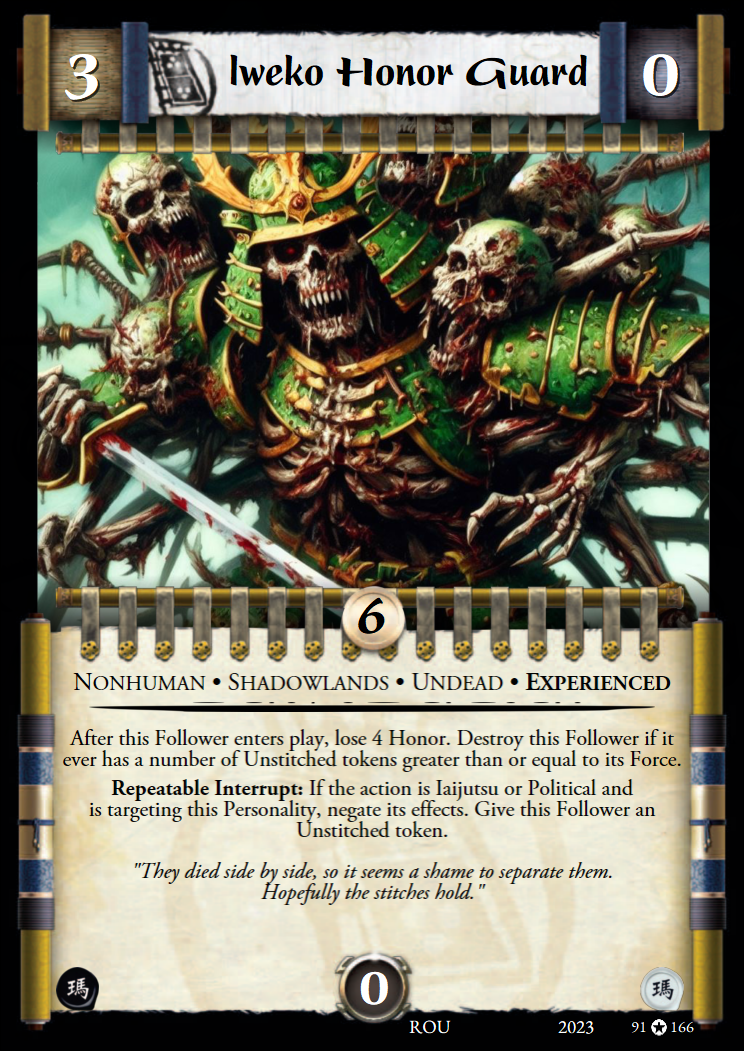 3
Iweko Honor Guard
0
6
NONHUMAN • SHADOWLANDS • UNDEAD • EXPERIENCED
After this Follower enters play, lose 4 Honor. Destroy this Follower if it
ever has a number of Unstitched tokens greater than or equal to its Force.
Repeatable Interrupt: If the action is Iaijutsu or Political and
is targeting this Personality, negate its effects. Give this Follower an
Unstitched token.
"They died side by side, so it seems a shame to separate them.
Hopefully the stitches hold."
瑪
0
瑪
ROU 2023 91 166